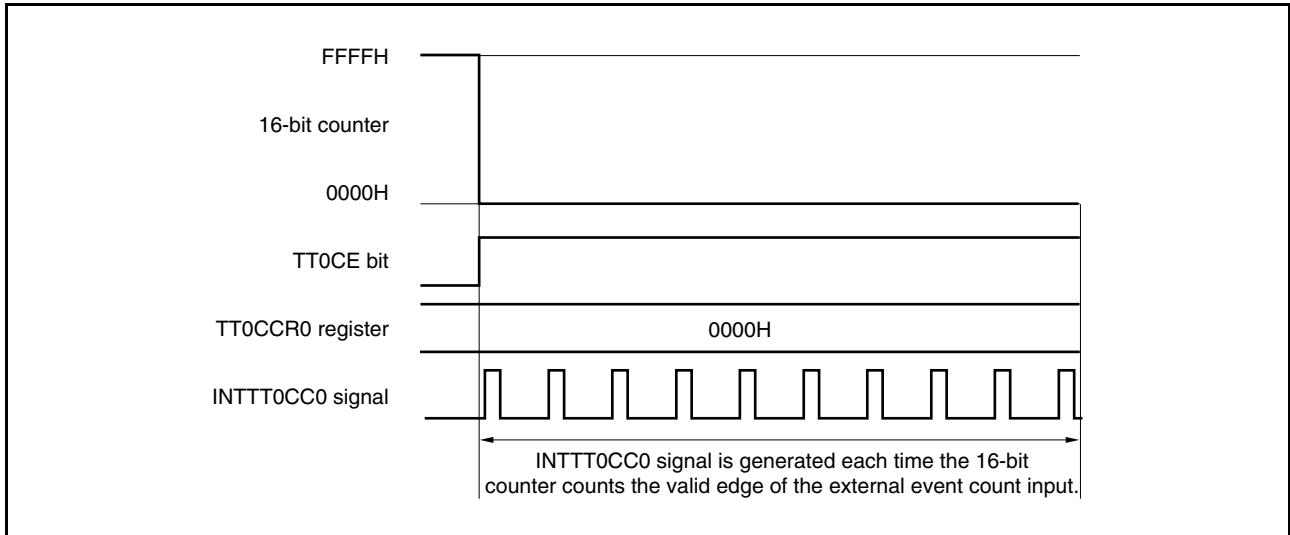 FFFFH
16-bit counter
0000H
TT0CE bit
TT0CCR0 register
0000H
INTTT0CC0 signal
INTTT0CC0 signal is generated each time the 16-bit
counter counts the valid edge of the external event count input.